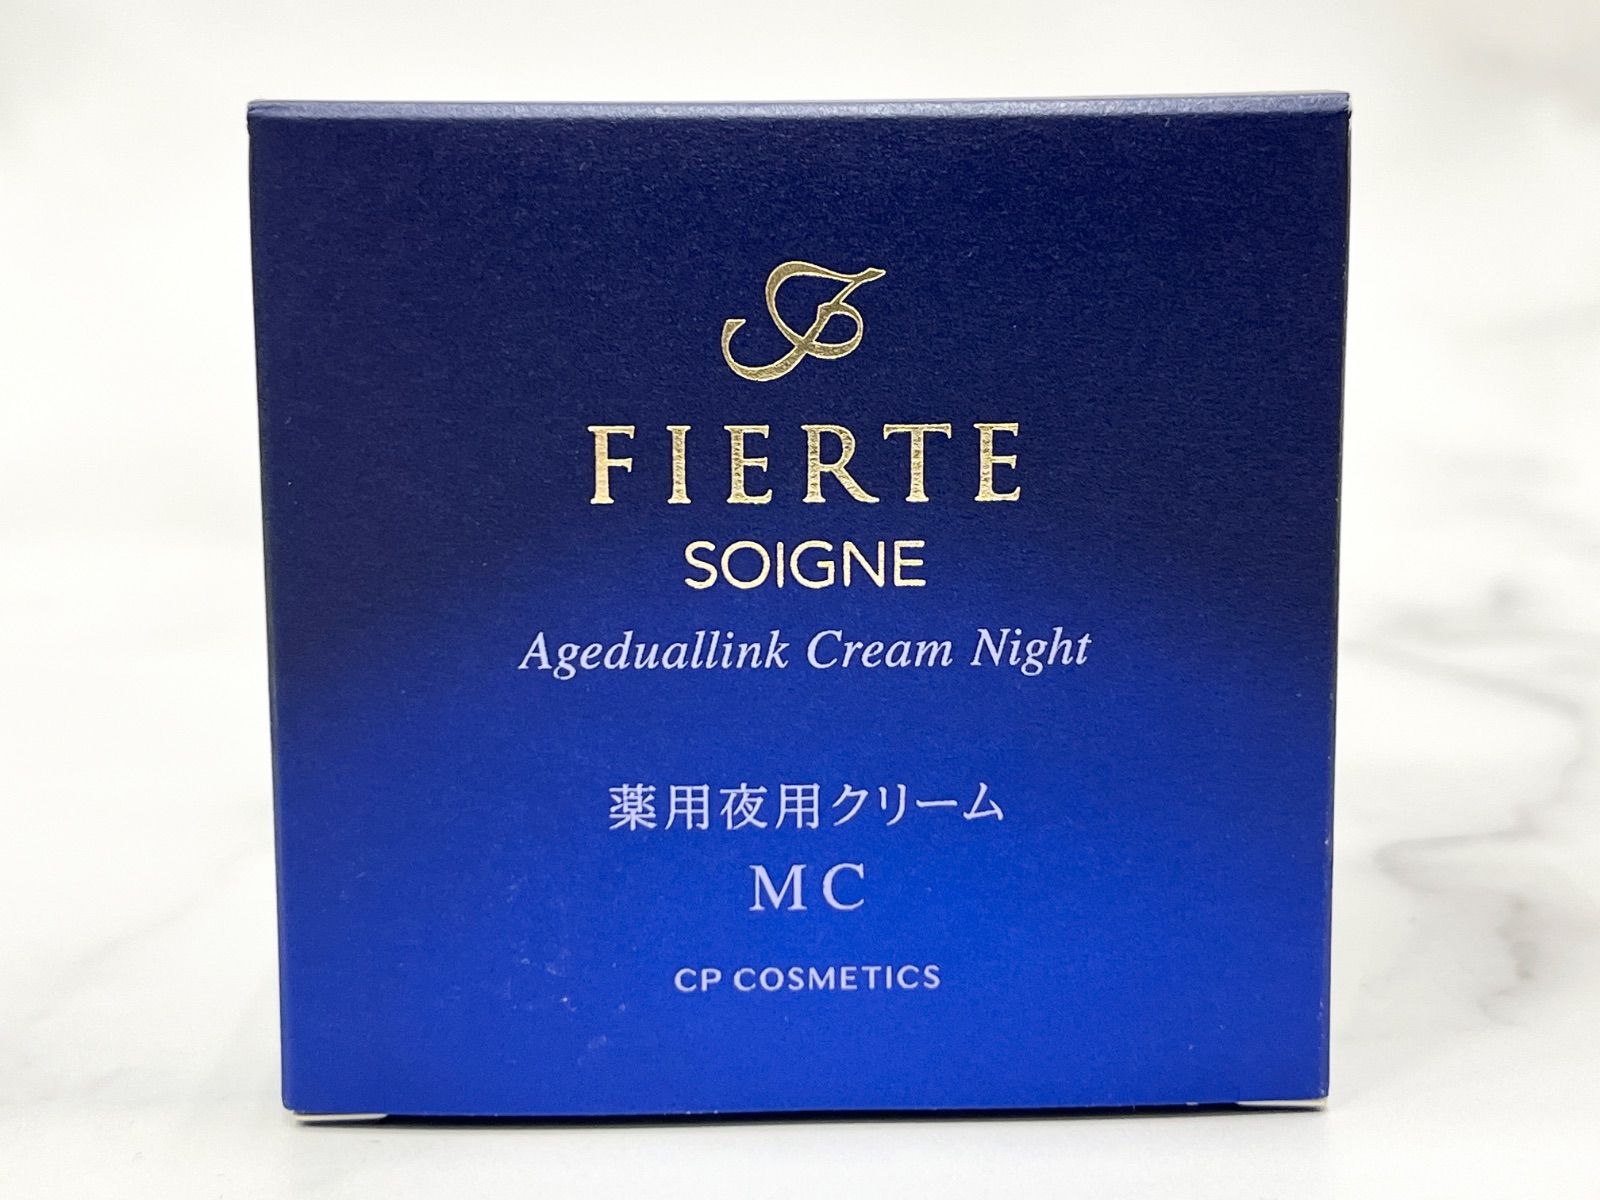 FIERTE
SOIGNE
Ageduallink Cream Night
薬用夜用クリーム
MC
CP COSMETICS